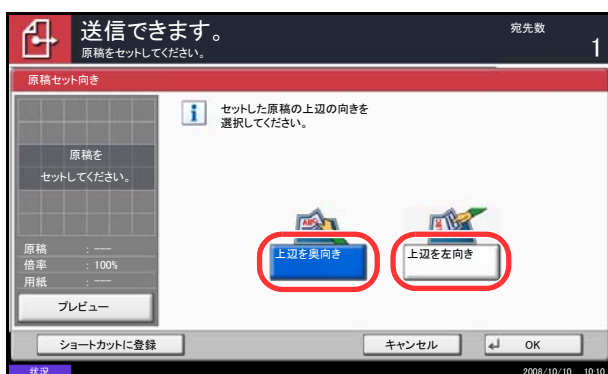 送信できます。
原稿をセットしてください。
宛先数
1
原稿セット向き
セットした原稿の上辺の向きを
選択してください。
原稿を
セットしてください。
原稿 : ---
倍率 : 100%
用紙 : ---
プレビュー
ABC
上辺を奥向き
上辺を左向き
ショートカットに登録
キャンセル
OK
状況
2008/10/10 10:10